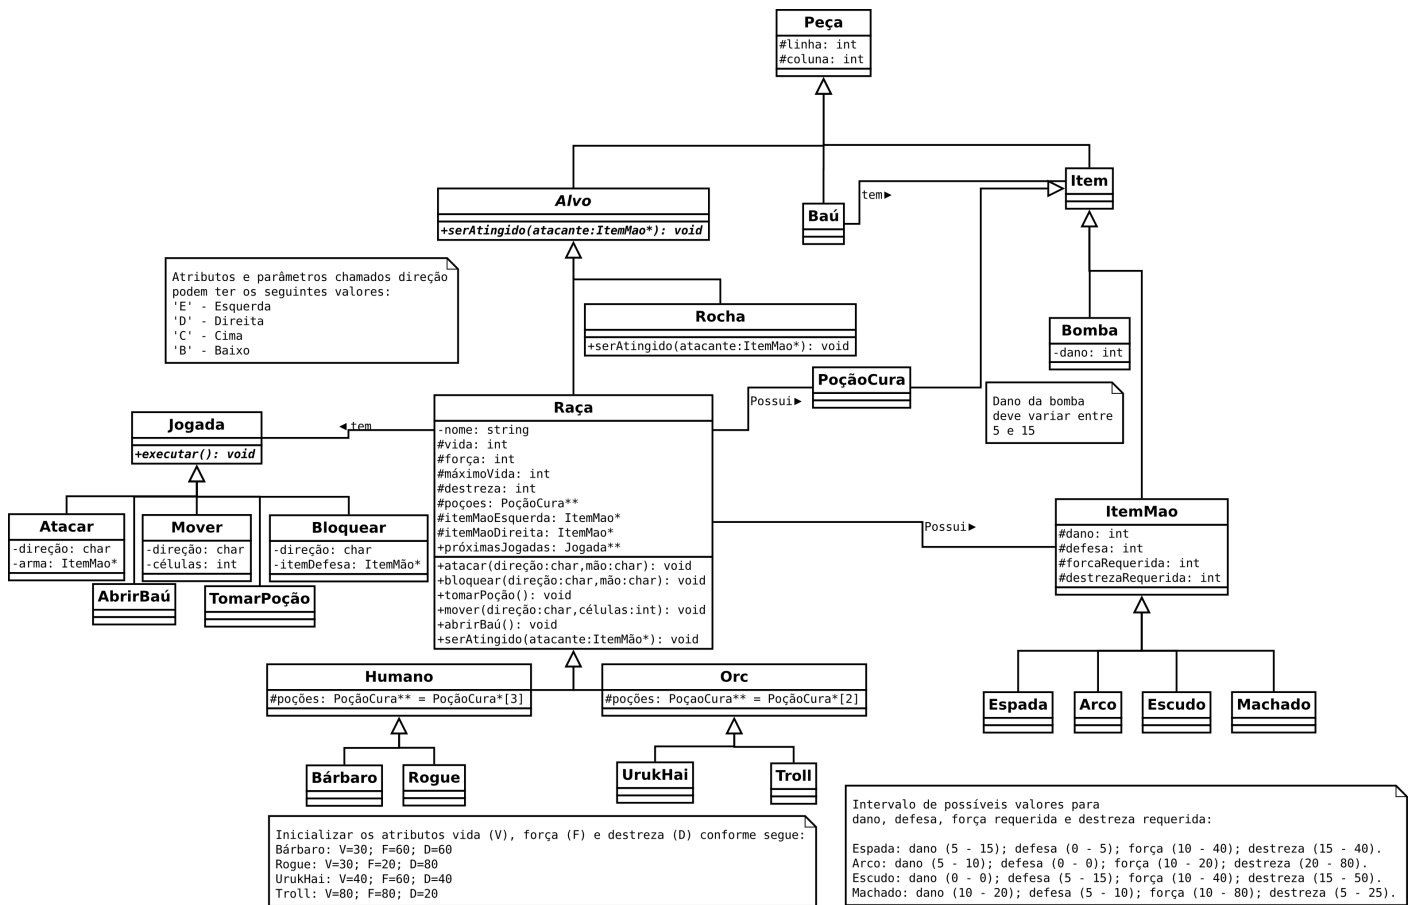 Peça
#linha: int
#coluna: int
Alvo
+serAtingido(atacante:ItemMao*): void
Baú
tem►
Item
Atributos e parâmetros chamados direção
podem ter os seguintes valores:
'E' - Esquerda
'D' - Direita
'C' - Cima
'B' - Baixo
Rocha
+serAtingido(atacante:ItemMao*): void
Bomba
-dano: int
PoçãoCura
Possui►
Dano da bomba
deve variar entre
5 e 15
Jogada
+executar(): void
◄tem
Raça
-nome: string
#vida: int
#força: int
#máximoVida: int
#destreza: int
#poçoes: PoçãoCura**
#itemMaoEsquerda: ItemMao*
#itemMaoDireita: ItemMao*
+próximasJogadas: Jogada**
+atacar(direção:char,mão:char): void
+bloquear(direção:char,mão:char): void
+tomarPoção(): void
+mover(direção:char,células:int): void
+abrirBaú(): void
+serAtingido(atacante:ItemMão*): void
Possui►
ItemMao
#dano: int
#defesa: int
#forcaRequerida: int
#destrezaRequerida: int
Atacar
-direção: char
-arma: ItemMao*
Mover
-direção: char
-células: int
Bloquear
-direção: char
-itemDefesa: ItemMão*
AbrirBaú
TomarPoção
Humano
#poções: PoçãoCura** = PoçãoCura*[3]
Orc
#poções: PoçaoCura** = PoçãoCura*[2]
Espada
Arco
Escudo
Machado
Bárbaro
Rogue
UrukHai
Troll
Inicializar os atributos vida (V), força (F) e destreza (D) conforme segue:
Bárbaro: V=30; F=60; D=60
Rogue: V=30; F=20; D=80
UrukHai: V=40; F=60; D=40
Troll: V=80; F=80; D=20
Intervalo de possíveis valores para
dano, defesa, força requerida e destreza requerida:
Espada: dano (5 - 15); defesa (0 - 5); força (10 - 40); destreza (15 - 40).
Arco: dano (5 - 10); defesa (0 - 0); força (10 - 20); destreza (20 - 80).
Escudo: dano (0 - 0); defesa (5 - 15); força (10 - 40); destreza (15 - 50).
Machado: dano (10 - 20); defesa (5 - 10); força (10 - 80); destreza (5 - 25).